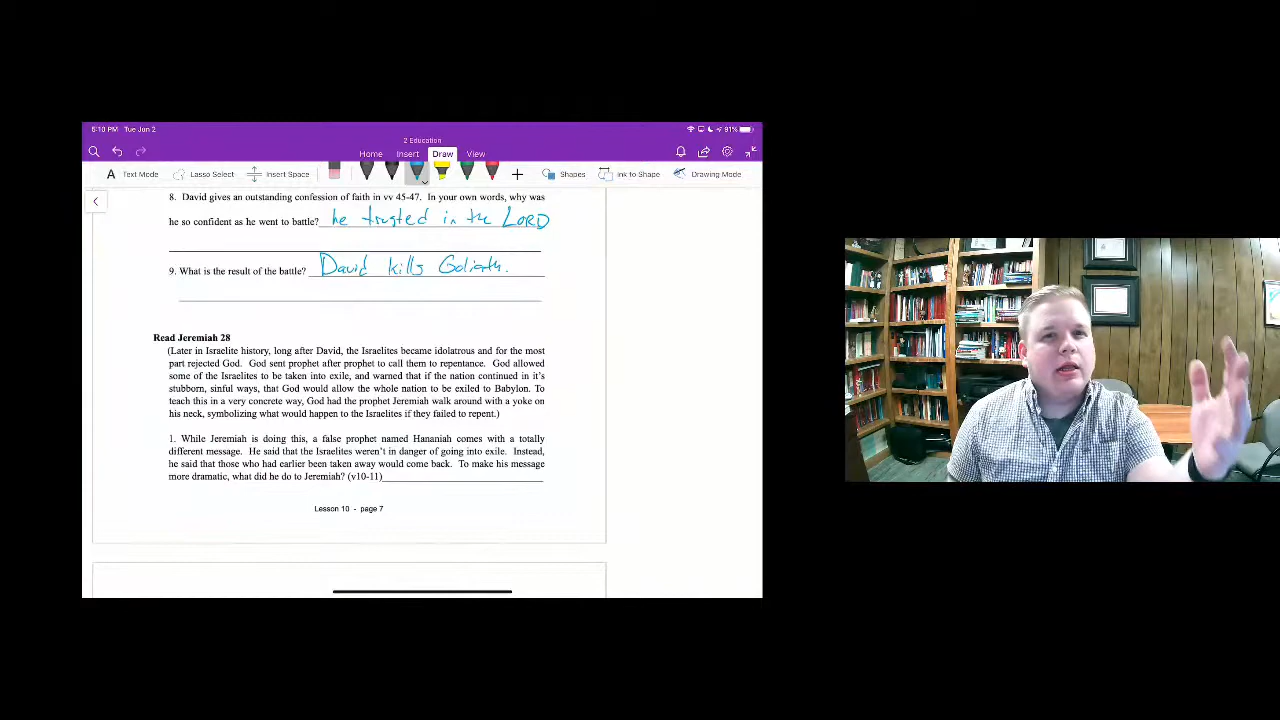 5:10 PM Tue Jun 2
91%
2 Education
Home Insert Draw View
Text Mode Lasso Select Insert Space Shapes Ink to Shape Drawing Mode
8. David gives an outstanding confession of faith in vv 45-47. In your own words, why was
he so confident as he went to battle? he trusted in the LORD
9. What is the result of the battle? David kills Goliath.
Read Jeremiah 28
(Later in Israelite history, long after David, the Israelites became idolatrous and for the most
part rejected God. God sent prophet after prophet to call them to repentance. God allowed
some of the Israelites to be taken into exile, and warned that if the nation continued in it's
stubborn, sinful ways, that God would allow the whole nation to be exiled to Babylon. To
teach this in a very concrete way, God had the prophet Jeremiah walk around with a yoke on
his neck, symbolizing what would happen to the Israelites if they failed to repent.)
1. While Jeremiah is doing this, a false prophet named Hananiah comes with a totally
different message. He said that the Israelites weren't in danger of going into exile. Instead,
he said that those who had earlier been taken away would come back. To make his message
more dramatic, what did he do to Jeremiah? (v10-11)
Lesson 10 - page 7